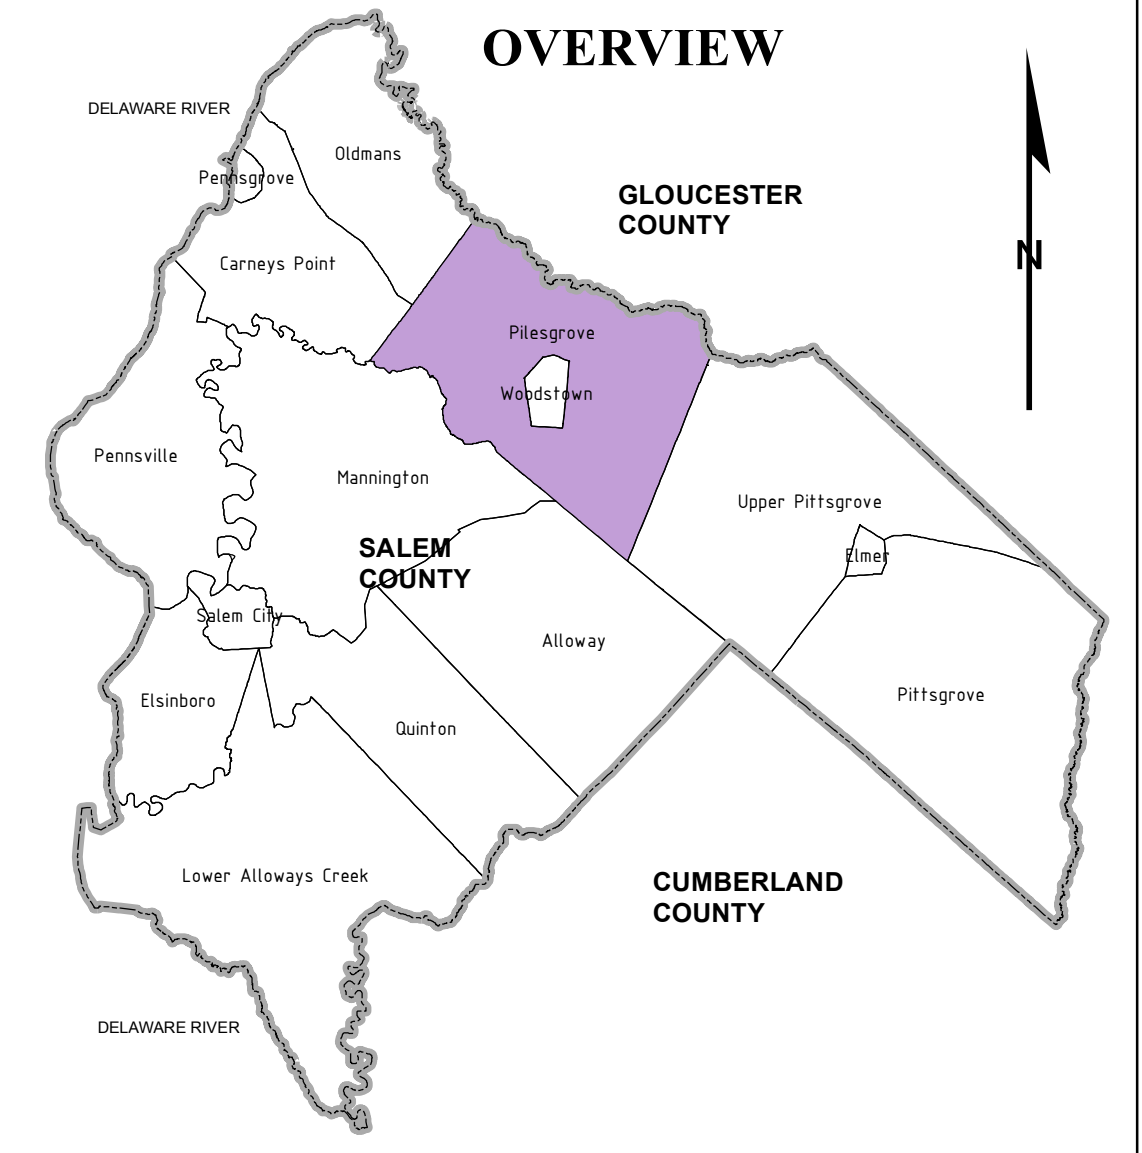 OVERVIEW
DELAWARE RIVER
Oldmans
Pennsgrove
GLOUCESTER
COUNTY
N
Carneys Point
Pilesgrove
Woodstown
Pennsville
Mannington
Upper Pittsgrove
SALEM
COUNTY
Elmer
Salem City
Alloway
Elsinboro
Pittsgrove
Quinton
Lower Alloways Creek
CUMBERLAND
COUNTY
DELAWARE RIVER